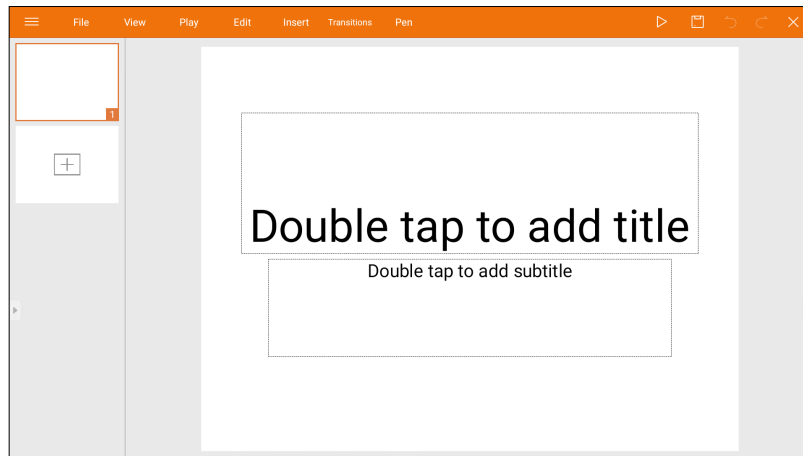 File View Play Edit Insert Transitions Pen
1
Double tap to add title
Double tap to add subtitle